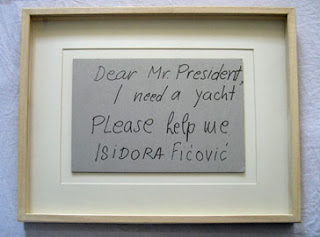 Dear Mr. President,
I need a yacht
PLease help me
ISIDORA Fićović